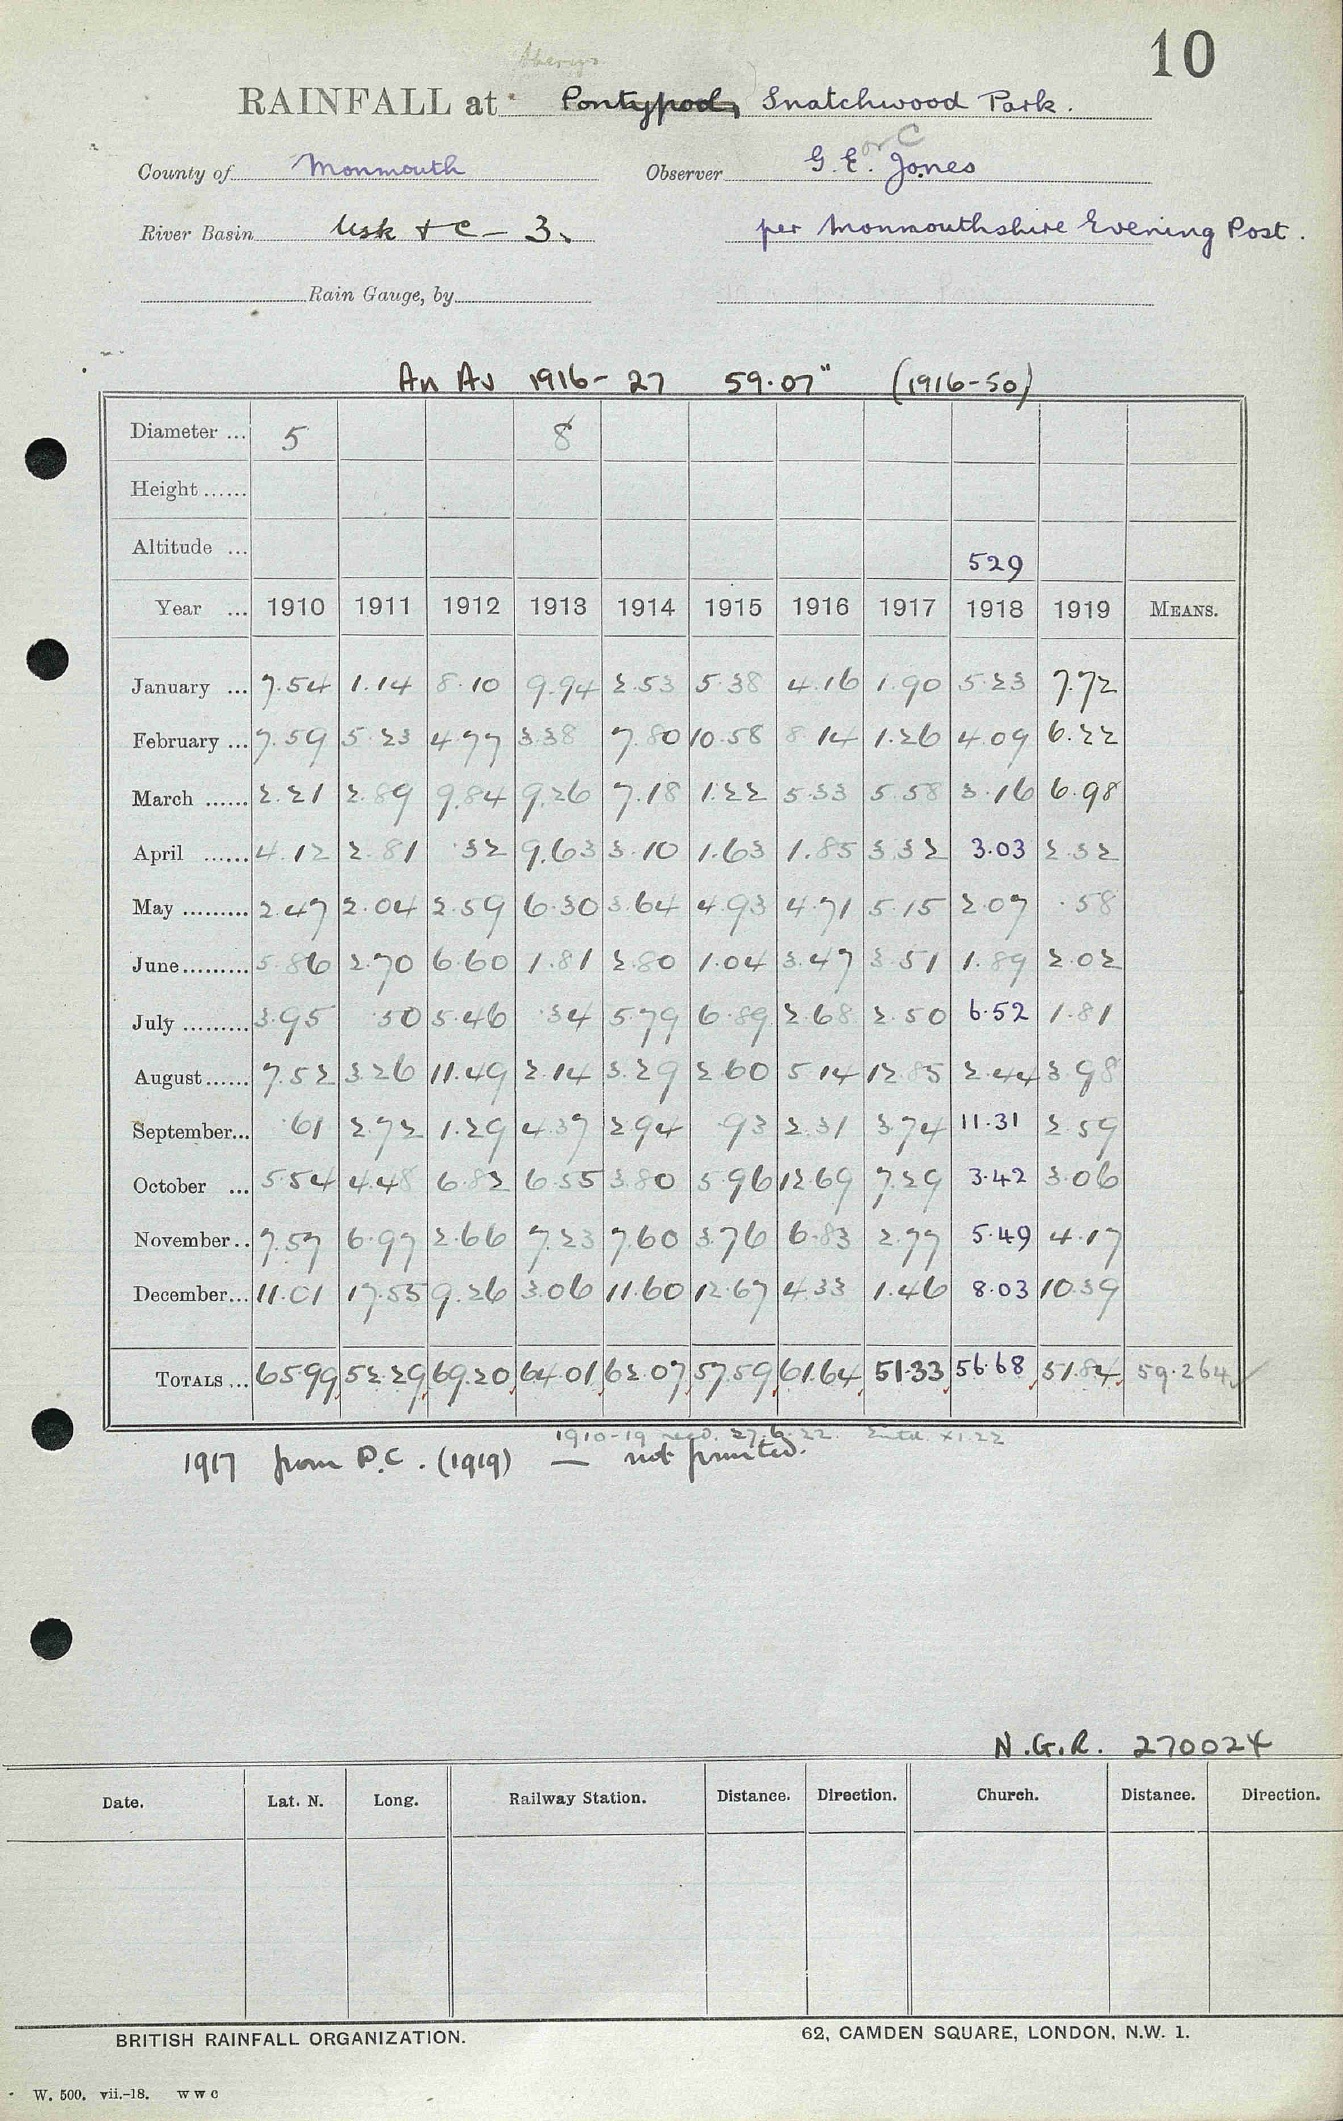 10
RAINFALL at Pontypool, Snatchwood Park.
or C
County of Monmouth Observer G. E. Jones
River Basin Usk & C – 3. per Monmouthshire Evening Post.
Rain Gauge, by
An Av 1916–27 59.07" (1916–50)
Diameter ... 5 8
Height ......
Altitude ... 529
Year ... 1910 1911 1912 1913 1914 1915 1916 1917 1918 1919 MEANS.
January ... 7.54 1.14 8.10 9.94 2.53 5.38 4.16 1.90 5.23 7.72
February ... 7.59 5.23 4.77 3.38 7.80 10.58 8.14 1.26 4.09 6.22
March ...... 2.21 2.89 9.84 9.26 7.18 1.22 5.33 5.58 3.16 6.98
April ...... 4.12 2.81 .32 9.63 3.10 1.63 1.85 3.32 3.03 2.32
May ......... 2.47 2.04 2.59 6.30 3.64 4.93 4.71 5.15 2.07 .58
June......... 5.86 2.70 6.60 1.81 2.80 1.04 3.47 3.51 1.89 2.02
July ......... 3.95 .50 5.46 .34 5.79 6.89 2.68 2.50 6.52 1.81
August...... 7.52 3.26 11.49 2.14 3.29 2.60 5.14 12.85 2.44 3.98
September... .61 2.72 1.29 4.37 2.94 .93 2.31 3.74 11.31 2.59
October ... 5.54 4.48 6.82 6.55 3.80 5.96 12.69 7.29 3.42 3.06
November.. 7.57 6.97 2.66 7.23 7.60 3.76 6.83 2.77 5.49 4.17
December... 11.01 17.55 9.26 3.06 11.60 12.67 4.33 1.46 8.03 10.39
TOTALS ... 65.99 52.29 69.20 64.01 62.07 57.59 61.64 51.33 56.68 51.84 59.264
1910–19 recd. 27.6.22. Entd. x1.22
1917 from P.C. (1919) — not printed.
N.G.R. 270024
Date. Lat. N. Long. Railway Station. Distance. Direction. Church. Distance. Direction.
BRITISH RAINFALL ORGANIZATION. 62, CAMDEN SQUARE, LONDON, N.W. 1.
W. 500. vii.–18. W W C